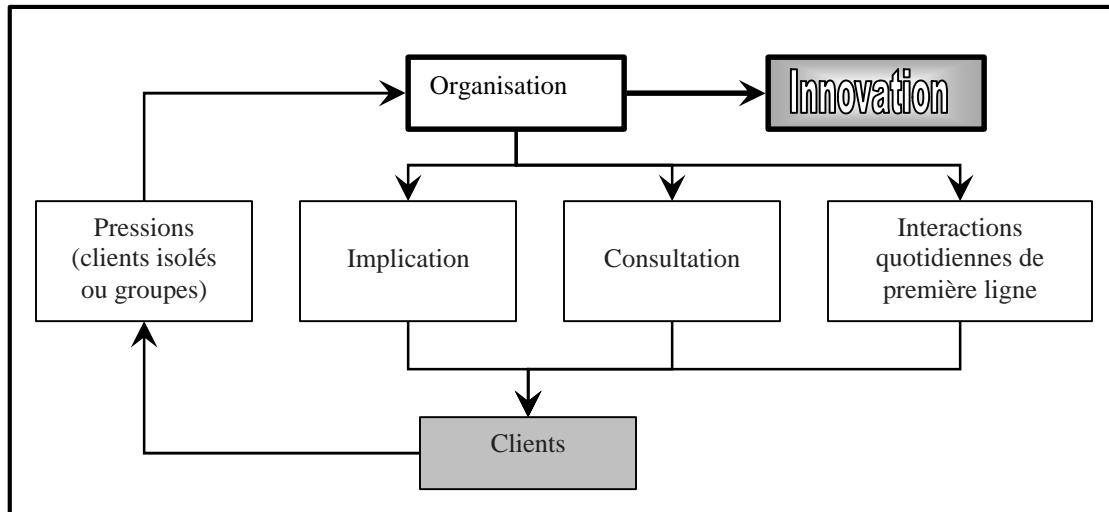 Organisation
Innovation
Pressions
(clients isolés
ou groupes)
Implication
Consultation
Interactions
quotidiennes de
première ligne
Clients